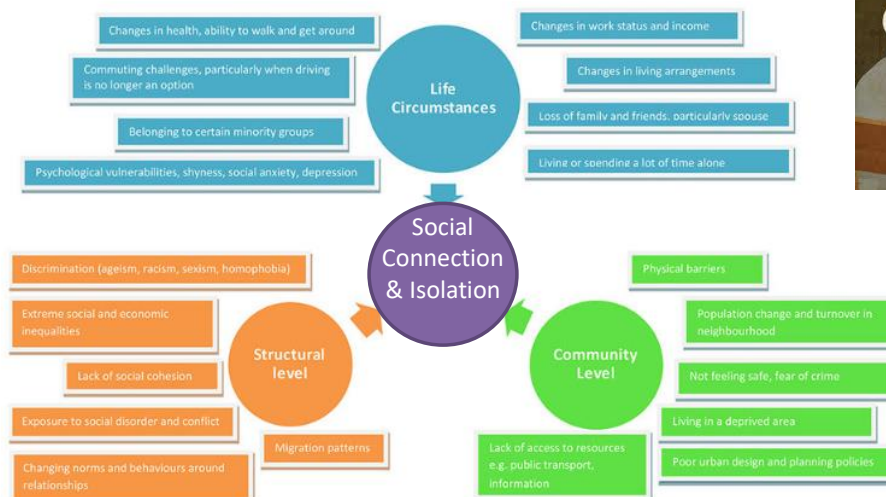 Changes in health, ability to walk and get around
Commuting challenges, particularly when driving
is no longer an option
Belonging to certain minority groups
Psychological vulnerabilities, shyness, social anxiety, depression
Life
Circumstances
Changes in work status and income
Changes in living arrangements
Loss of family and friends, particularly spouse
Living or spending a lot of time alone
Social
Connection
& Isolation
Discrimination (ageism, racism, sexism, homophobia)
Extreme social and economic
inequalities
Lack of social cohesion
Exposure to social disorder and conflict
Changing norms and behaviours around
relationships
Migration patterns
Structural
level
Community
Level
Physical barriers
Population change and turnover in
neighbourhood
Not feeling safe, fear of crime
Living in a deprived area
Poor urban design and planning policies
Lack of access to resources
e.g. public transport,
information